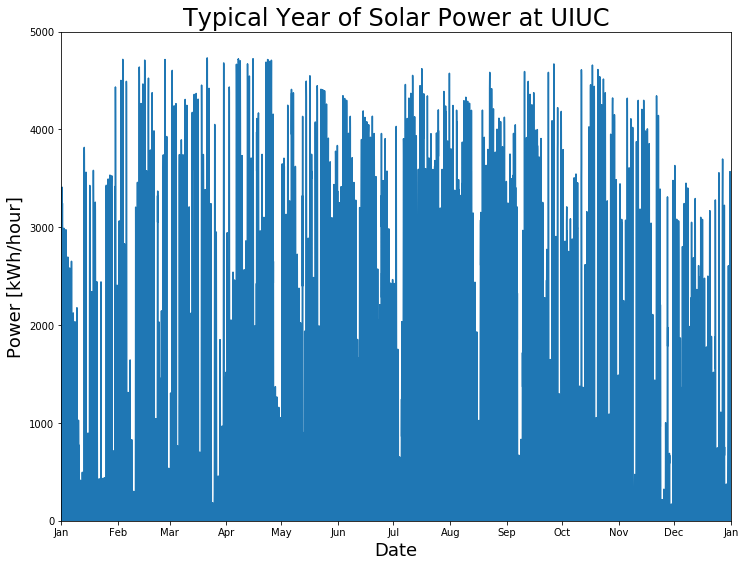 Typical Year of Solar Power at UIUC
Power [kWh/hour]
5000
4000
3000
2000
1000
0
Jan Feb Mar Apr May Jun Jul Aug Sep Oct Nov Dec Jan
Date